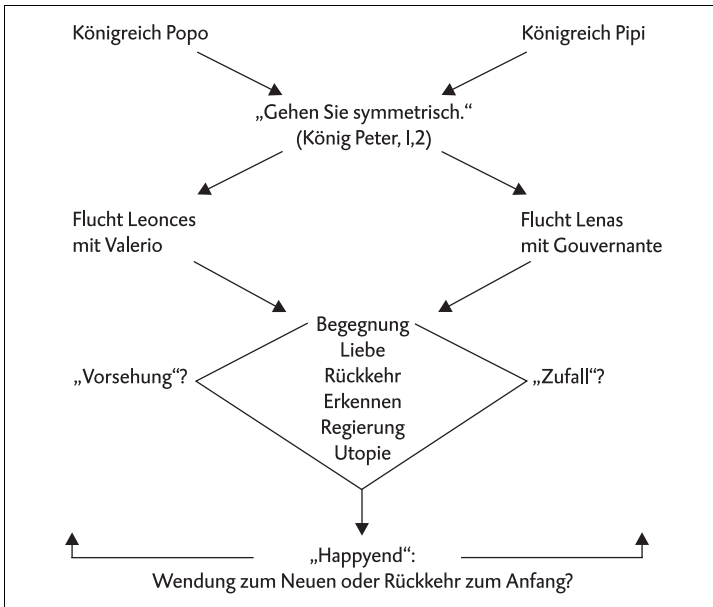 Königreich Popo
Königreich Pipi
„Gehen Sie symmetrisch.“
(König Peter, I,2)
Flucht Leonces
mit Valerio
Flucht Lenas
mit Gouvernante
Begegnung
Liebe
Rückkehr
Erkennen
Regierung
Utopie
„Vorsehung“?
„Zufall“?
„Happyend“:
Wendung zum Neuen oder Rückkehr zum Anfang?